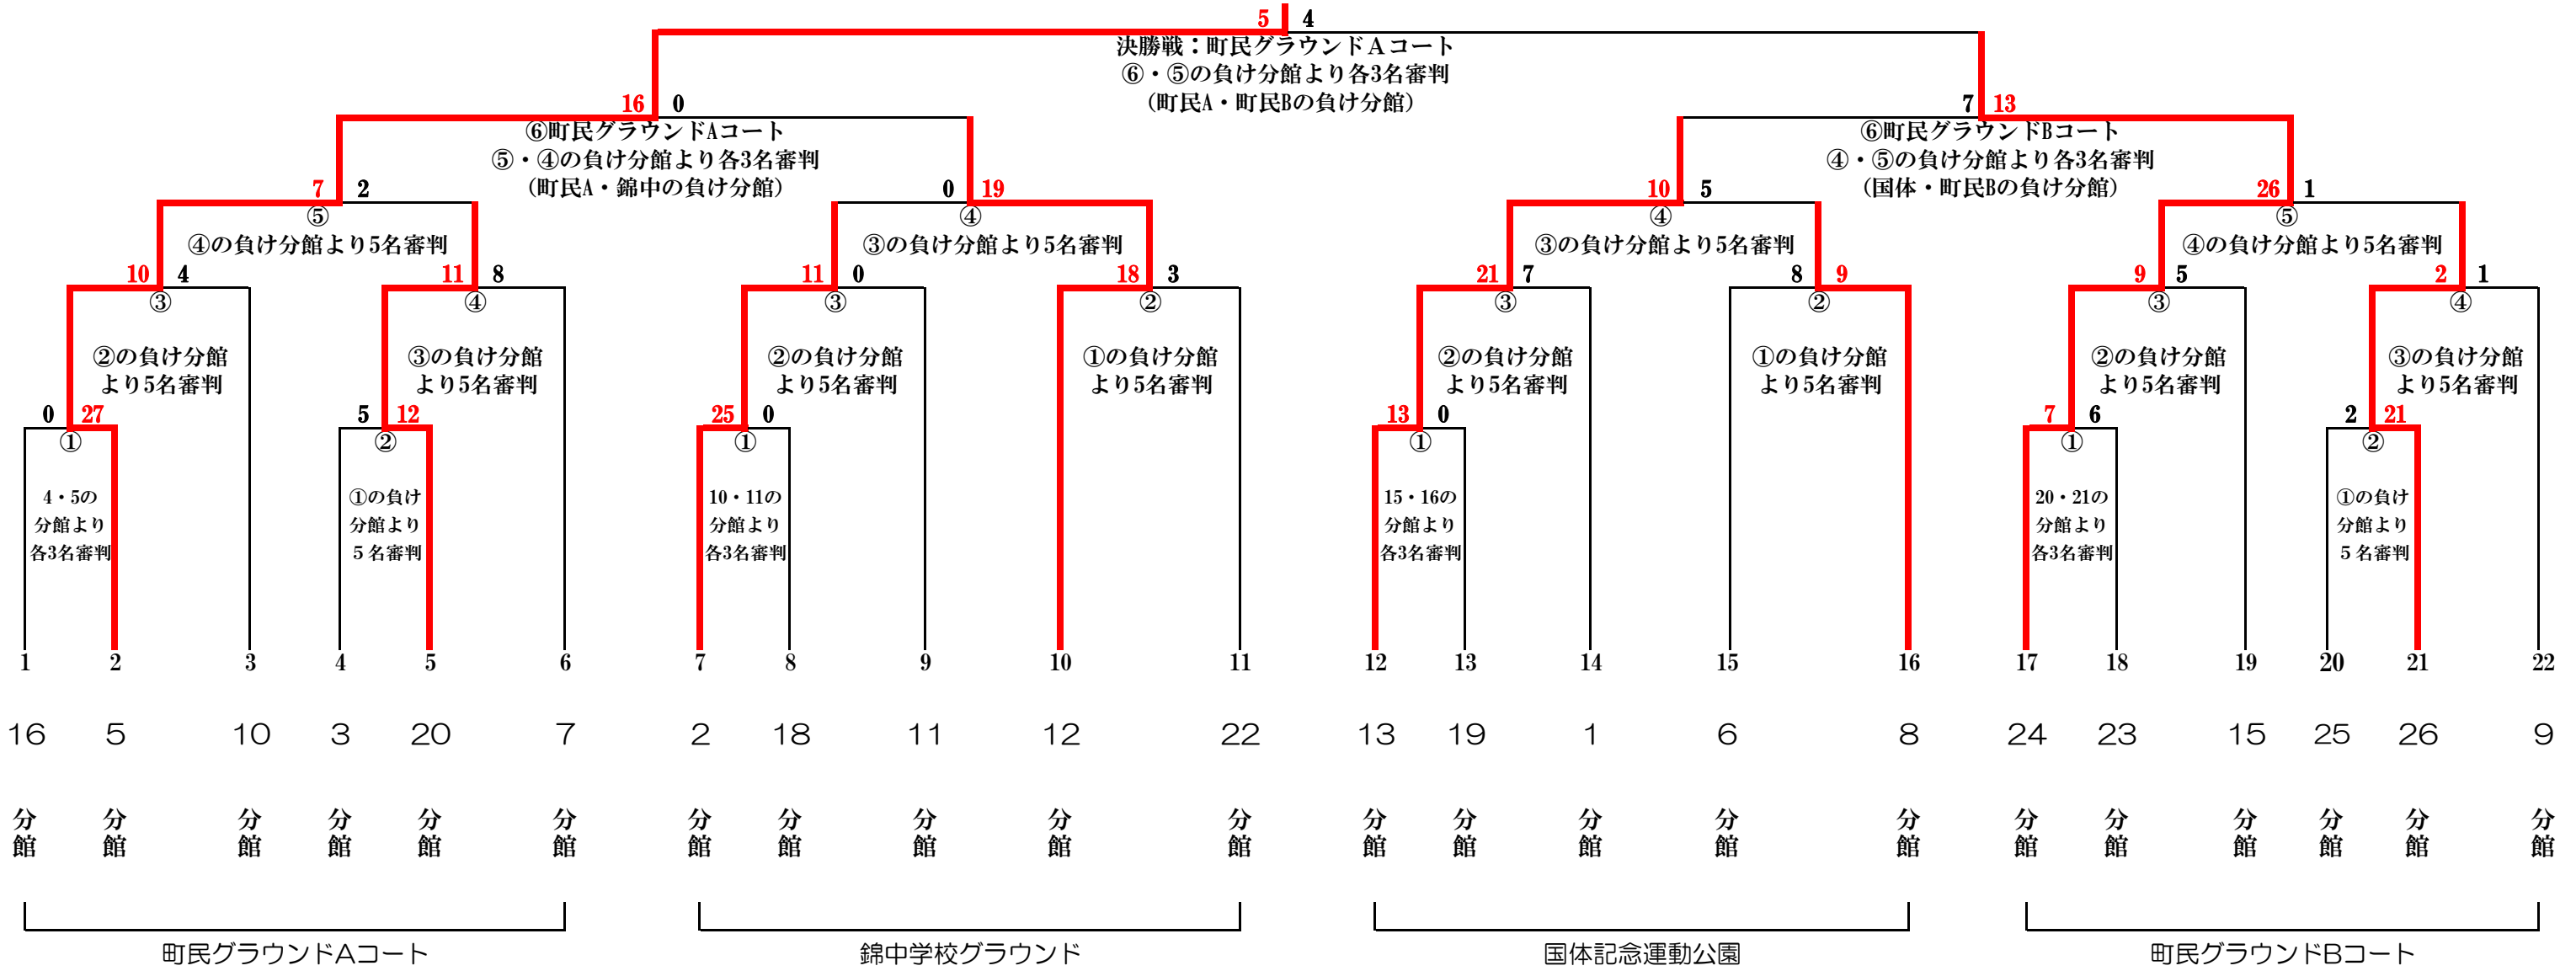 5 4
決勝戦：町民グラウンドAコート
⑥・⑤の負け分館より各3名審判
(町民A・町民Bの負け分館)
16 0
7 13
⑥町民グラウンドAコート
⑤・④の負け分館より各3名審判
(町民A・錦中の負け分館)
⑥町民グラウンドBコート
④・⑤の負け分館より各3名審判
(国体・町民Bの負け分館)
7 2
0 19
10 5
26 1
⑤
④
④
⑤
④の負け分館より5名審判
③の負け分館より5名審判
③の負け分館より5名審判
④の負け分館より5名審判
10 4
11 8
11 0
18 3
21 7
8 9
9 5
2 1
③
④
③
②
③
②
③
④
②の負け分館
より5名審判
③の負け分館
より5名審判
②の負け分館
より5名審判
①の負け分館
より5名審判
②の負け分館
より5名審判
①の負け分館
より5名審判
②の負け分館
より5名審判
③の負け分館
より5名審判
0 27
5 12
25 0
13 0
7 6
2 21
①
②
①
①
①
②
4・5の
分館より
各3名審判
①の負け
分館より
５名審判
10・11の
分館より
各3名審判
15・16の
分館より
各3名審判
20・21の
分館より
各3名審判
①の負け
分館より
５名審判
1 2 3 4 5 6 7 8 9 10 11 12 13 14 15 16 17 18 19 20 21 22
16 5 10 3 20 7 2 18 11 12 22 13 19 1 6 8 24 23 15 25 26 9
分館 分館 分館 分館 分館 分館 分館 分館 分館 分館 分館 分館 分館 分館 分館 分館 分館 分館 分館 分館 分館 分館
町民グラウンドAコート
錦中学校グラウンド
国体記念運動公園
町民グラウンドBコート